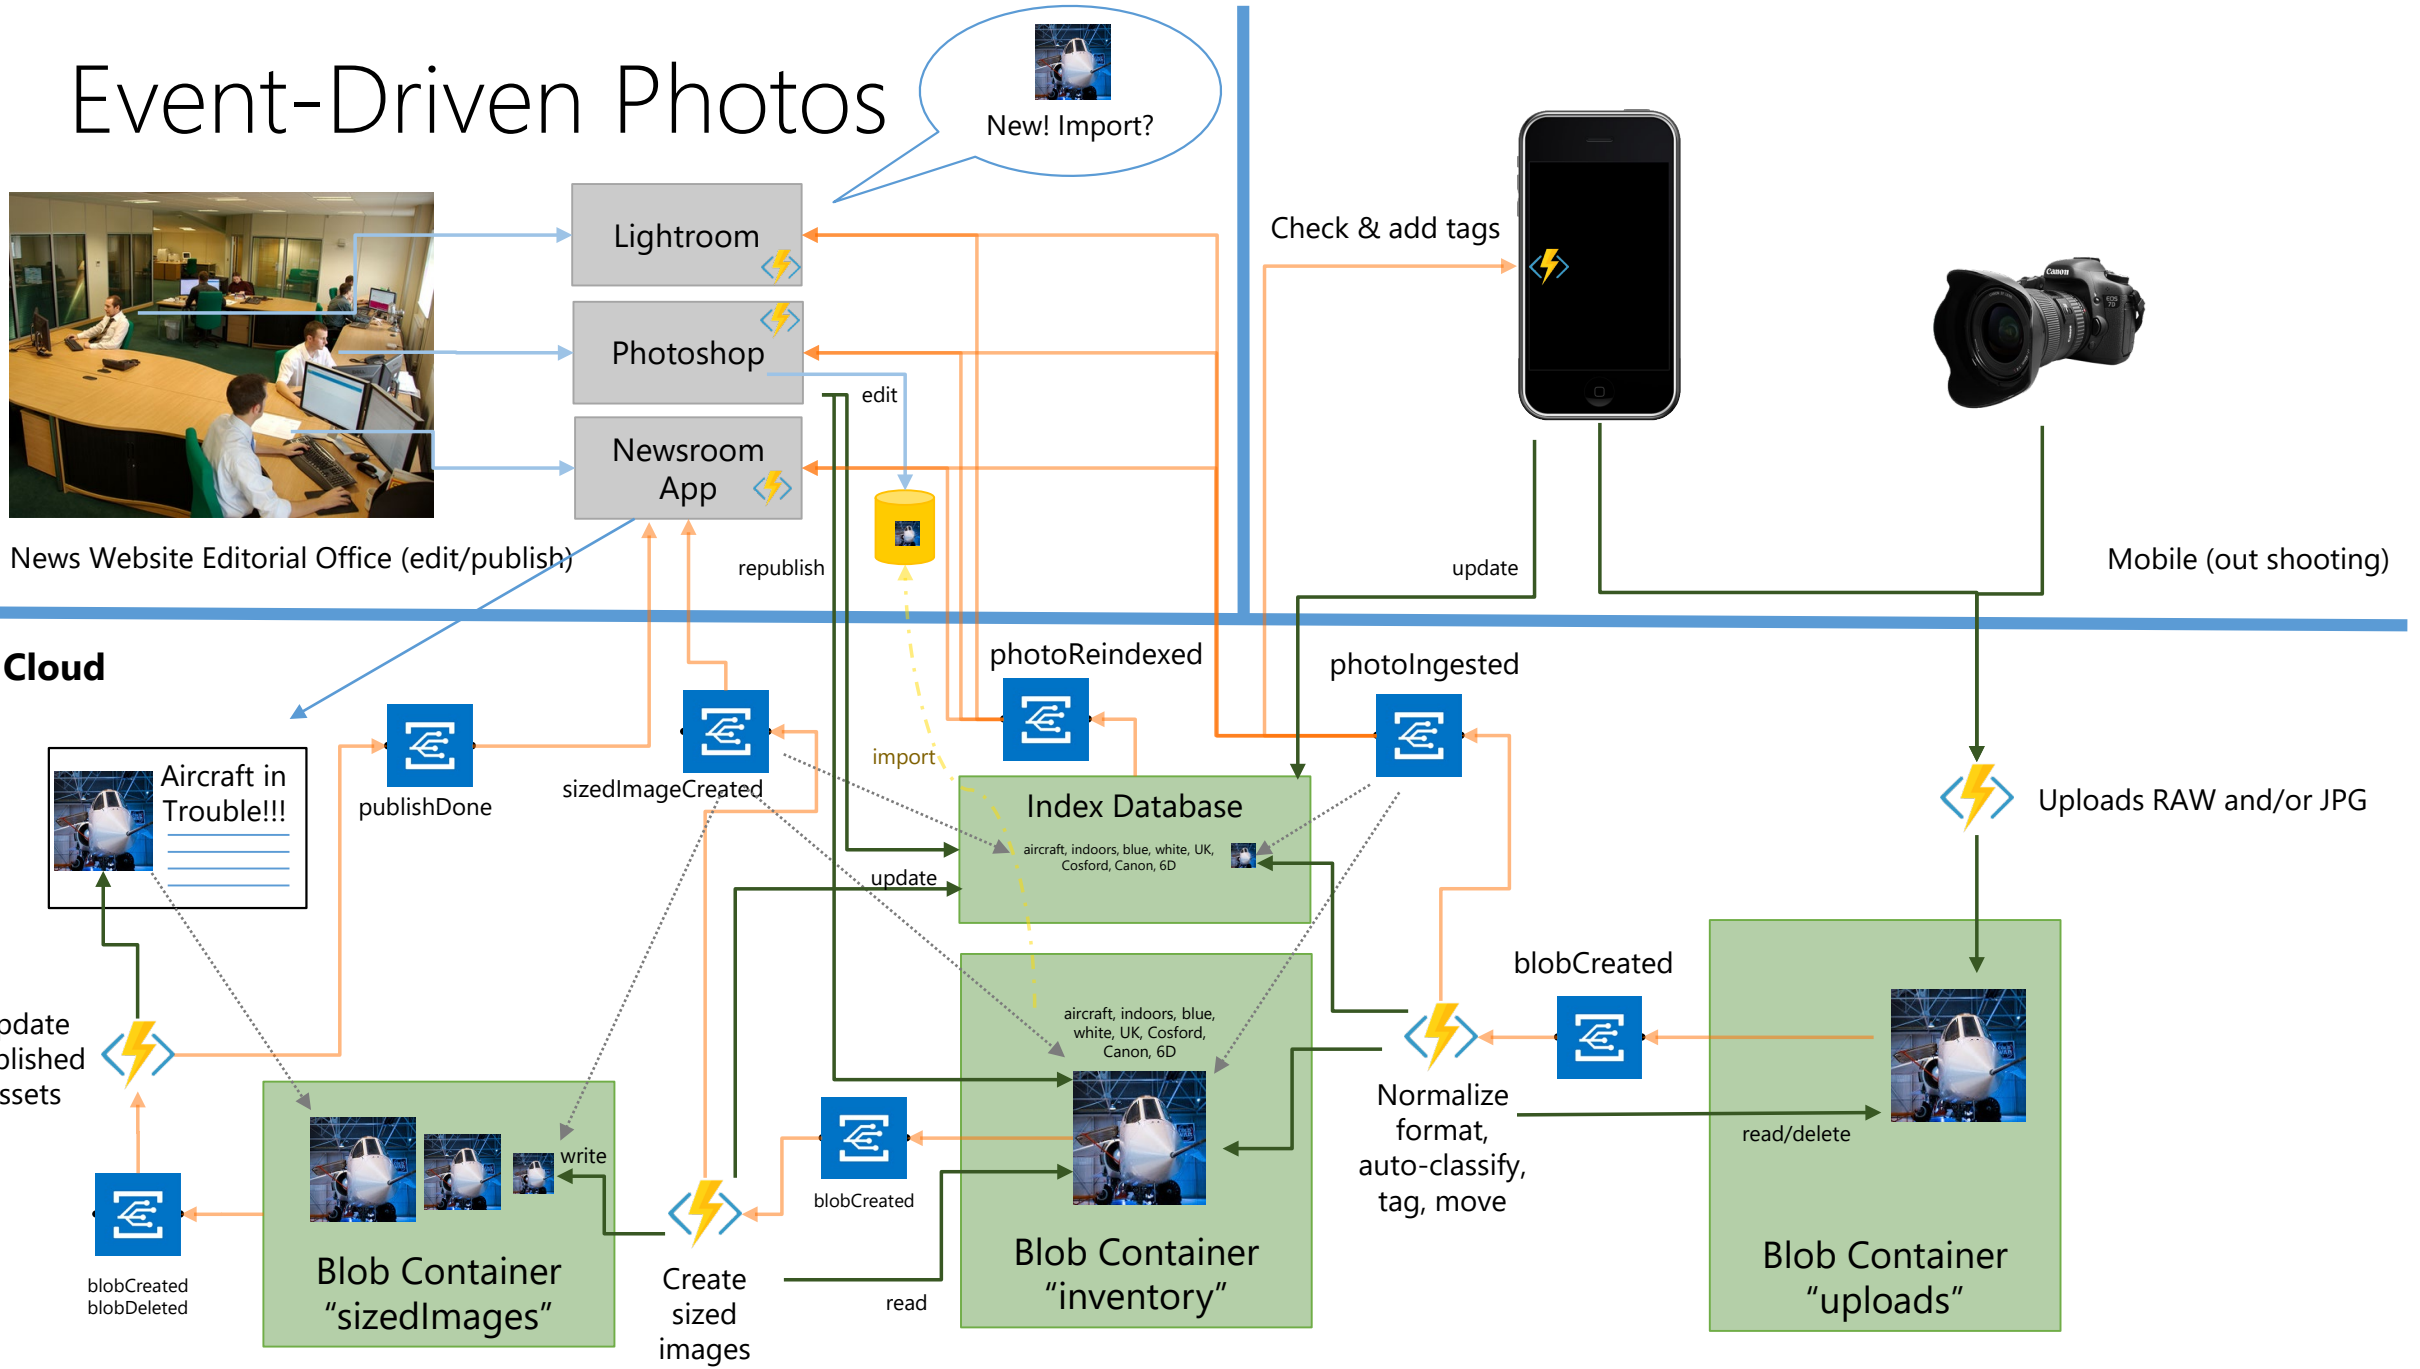 Event-Driven Photos
New! Import?
Lightroom
Photoshop
Newsroom
App
edit
republish
News Website Editorial Office (edit/publish)
Check & add tags
Canon
EOS
7D
update
Mobile (out shooting)
Cloud
photoReindexed
photoIngested
import
publishDone
sizedImageCreated
Aircraft in
Trouble!!!
Index Database
aircraft, indoors, blue, white, UK,
Cosford, Canon, 6D
update
Uploads RAW and/or JPG
blobCreated
pdate
blished
ssets
aircraft, indoors, blue,
white, UK, Cosford,
Canon, 6D
Normalize
format,
auto-classify,
tag, move
read/delete
write
blobCreated
blobCreated
blobDeleted
Blob Container
“sizedImages”
Create
sized
images
read
Blob Container
“inventory”
Blob Container
“uploads”